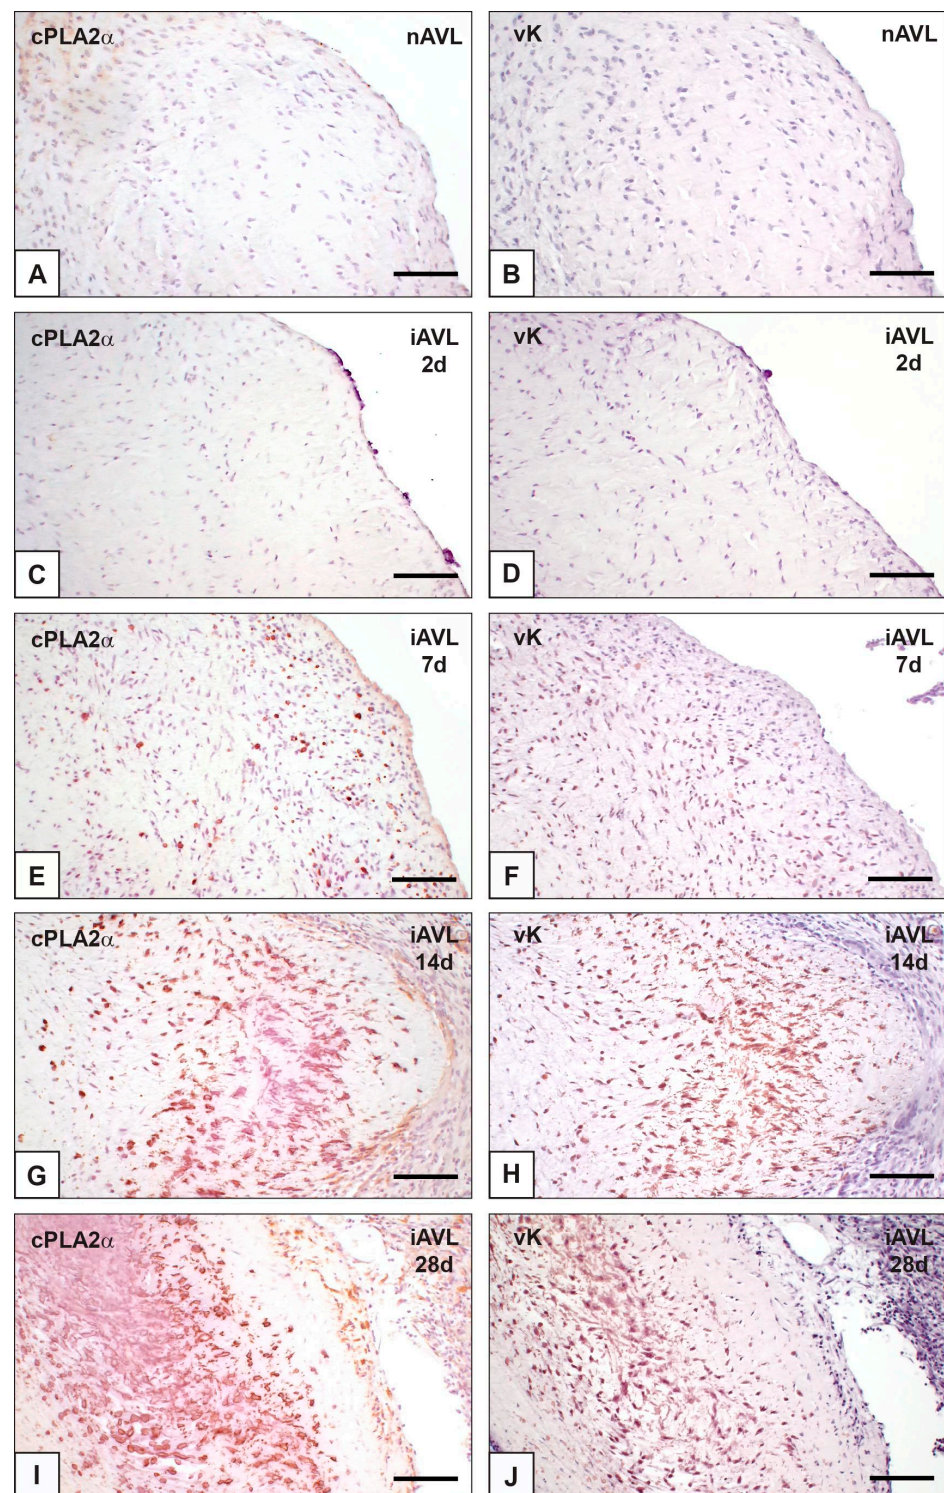 cPLA2α nAVL
A
vK nAVL
B
cPLA2α iAVL
2d
C
vK iAVL
2d
D
cPLA2α iAVL
7d
E
vK iAVL
7d
F
cPLA2α iAVL
14d
G
vK iAVL
14d
H
cPLA2α iAVL
28d
I
vK iAVL
28d
J